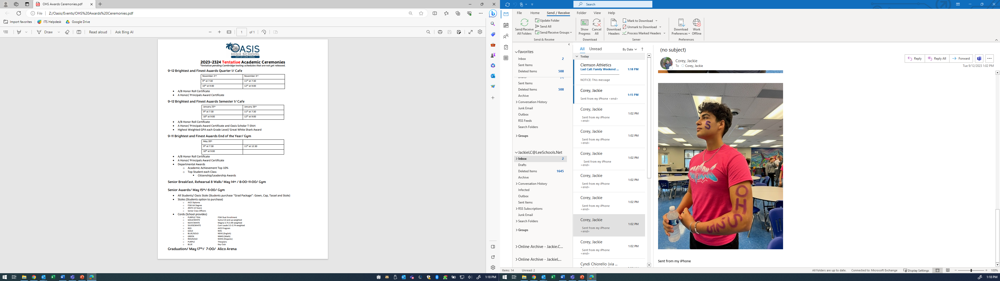 OHS Awards Ceremonies.pdf
File Z:/Oasis/Events/OHS%20Awards%20Ceremonies.pdf
Import favorites ITS Helpdesk Google Drive
Draw Read aloud Ask Bing AI 1 of 1
OASIS
HIGH SCHOOL
CITY OF CAPE CORAL
2023-2324 Tentative Academic Ceremonies
*Tentative pending Cambridge testing schedules that are not yet released.
9-12 Brightest and Finest Awards Quarter 1/ Cafe
November 2nd November 3rd
9th at 7:30 11th at 7:30
10th at 9:00 12th at 9:00
• A/B Honor Roll Certificate
• A Honor/ Principals Award Certificate
9-12 Brightest and Finest Awards Semester 1/ Cafe
January 25th January 26th
9th at 7:30 11th at 7:30
10th at 9:00 12th at 9:00
• A/B Honor Roll Certificate
• A Honor/ Principals Award Certificate and Oasis Scholar T-Shirt
• Highest Weighted GPA each Grade Level/ Great White Shark Award
9-11 Brightest and Finest Awards End of the Year/ Gym
May 20th
9th at 7:30 11th at 12:30
10th at 9:00
• A/B Honor Roll Certificate
• A Honor/ Principals Award Certificate
• Departmental Awards
o Academic Achievement Top 10%
o Top Student each Class
▪ Citizenship/Leadership Awards
Senior Breakfast, Rehearsal & Walk/ May 14th / 8:00-11:00/ Gym
Senior Awards/ May 15th/ 6:00/ Gym
• All Students/ Oasis Stole (Students purchase "Grad Package": Gown, Cap, Tassel and Stole)
• Stoles (Students option to purchase)
o AICE Diploma
o FSW AA Degree
o JROTC (4 Years)
o Senior Class Officers
• Cords (School provides)
o PURPLE/ TEAL FSW Dual Enrollment
o GOLD/WHITE Suma 4.0 and up weighted
o NAVY/WHITE Magna 3.75-3.99 weighted
o SILVER/WHITE Cum Laude 3.5-3.74 weighted
o RED AICE Program
o GOLD NHS
o BLUE/GOLD NEHS (English)
o GREEN NMHS (Math)
o RED/GOLD NHHS (Hispanic)
o PURPLE Thespians
o BLUE Key Club
Graduation/ May 17th/ 7:00/ Alico Arena
1:18 PM
Search
File Home Send / Receive Folder View Help
Send/Receive All Folders
Update Folder
Send All
Send/Receive Groups
Send & Receive
Show Progress
Cancel All
Download
Download Headers
Mark to Download
Unmark to Download
Process Marked Headers
Server
Download Preferences
Work Offline
Preferences
Favorites
Inbox 2
Sent Items
Deleted Items 508
Drafts [5]
Sent Items
Deleted Items 508
Archive
Conversation History
Junk Email
Outbox
RSS Feeds
Search Folders
Groups
JackieLC@LeeSchools.Net
Inbox 2
Drafts
Deleted Items 1645
Archive
Conversation History
Infected
Outbox
Sent Items
RSS Subscriptions
Junk Email
Search Folders
Groups
Online Archive - Jackie.C...
Online Archive - JackieL...
All Unread By Date
Today
Clemson Athletics
Last Call: Family Weekend ... 1:18 PM
NOTICE: This message
Corey, Jackie
1:15 PM
Sent from my iPhone <end>
Corey, Jackie
1:02 PM
Sent from my iPhone
<end>
Corey, Jackie
1:02 PM
Sent from my iPhone
<end>
Corey, Jackie
1:02 PM
Sent from my iPhone
<end>
Corey, Jackie
1:02 PM
Sent from my iPhone
<end>
Corey, Jackie
1:02 PM
Sent from my iPhone
<end>
Corey, Jackie
1:02 PM
Sent from my iPhone
<end>
Corey, Jackie
1:02 PM
Sent from my iPhone
<end>
Cyndi Chiorello (via ...
(no subject)
Corey, Jackie
To Corey, Jackie
Reply Reply All Forward
Tue 9/12/2023 1:02 PM
S
OHS
Sent from my iPhone
Items: 14 Unread: 2
All folders are up to date. Connected to: Microsoft Exchange Display Settings 100%
1:18 PM